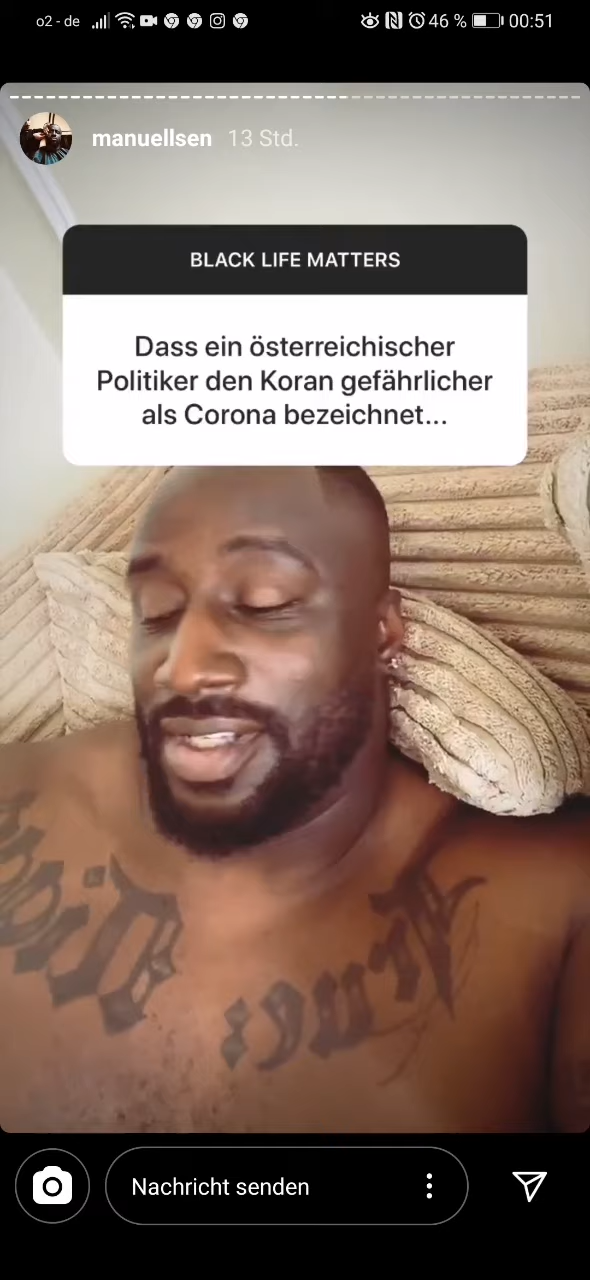 o2 - de 46 % 00:51
manuellsen 13 Std.
BLACK LIFE MATTERS
Dass ein österreichischer
Politiker den Koran gefährlicher
als Corona bezeichnet...
Nachricht senden